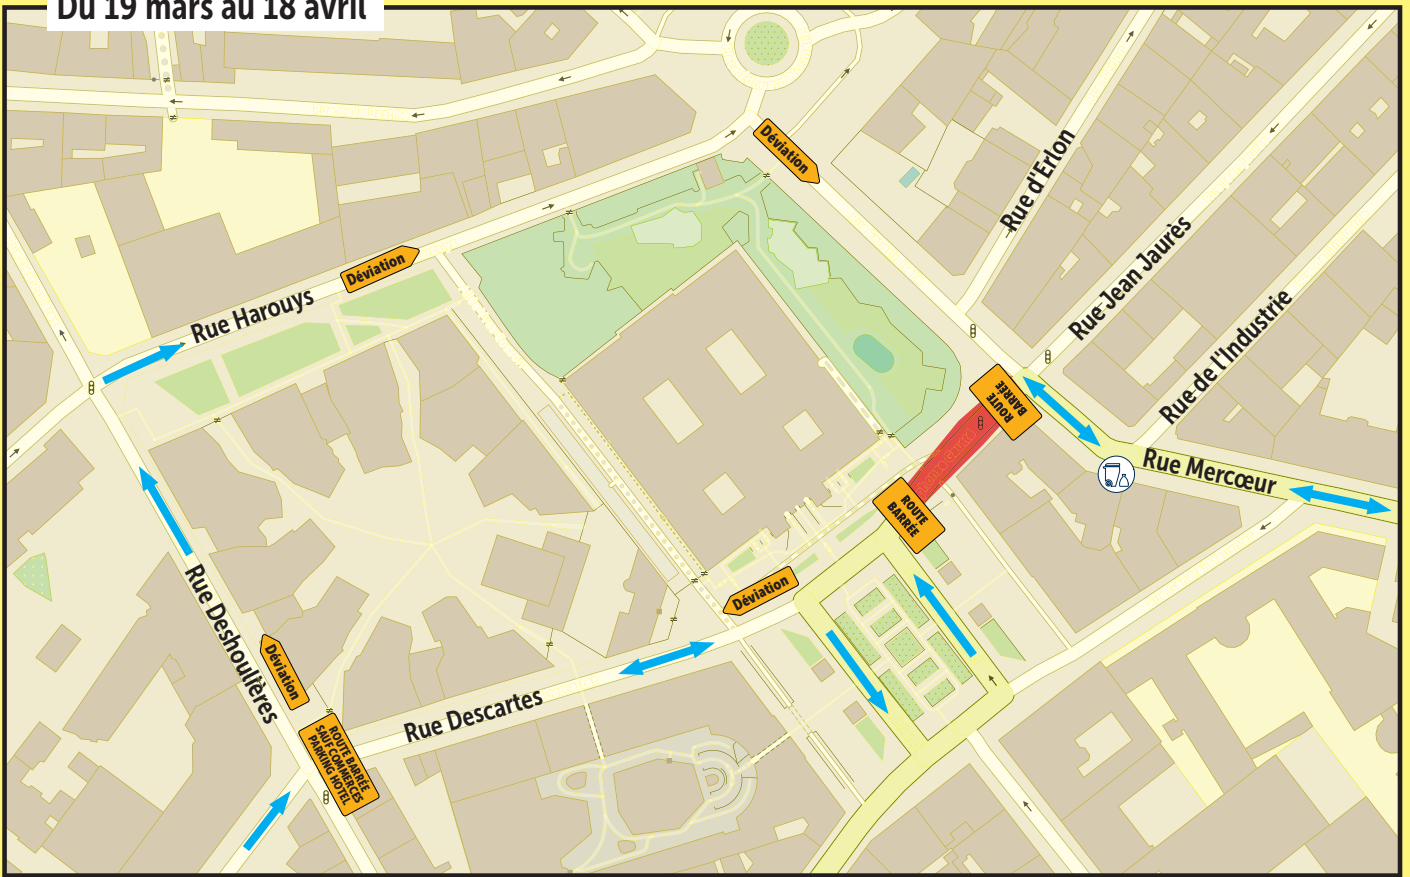 Du 19 mars au 18 avril
Déviation
Rue d'Erlon
Rue Jean Jaurès
Déviation
Rue Harouys
Rue de l'Industrie
ROUTE
BARRÉE
Rue Mercœur
ROUTE
BARRÉE
Déviation
Rue Deshoulières
Déviation
Rue Descartes
ROUTE BARRÉE
SAUF COMMERCES
PARKING HOTEL